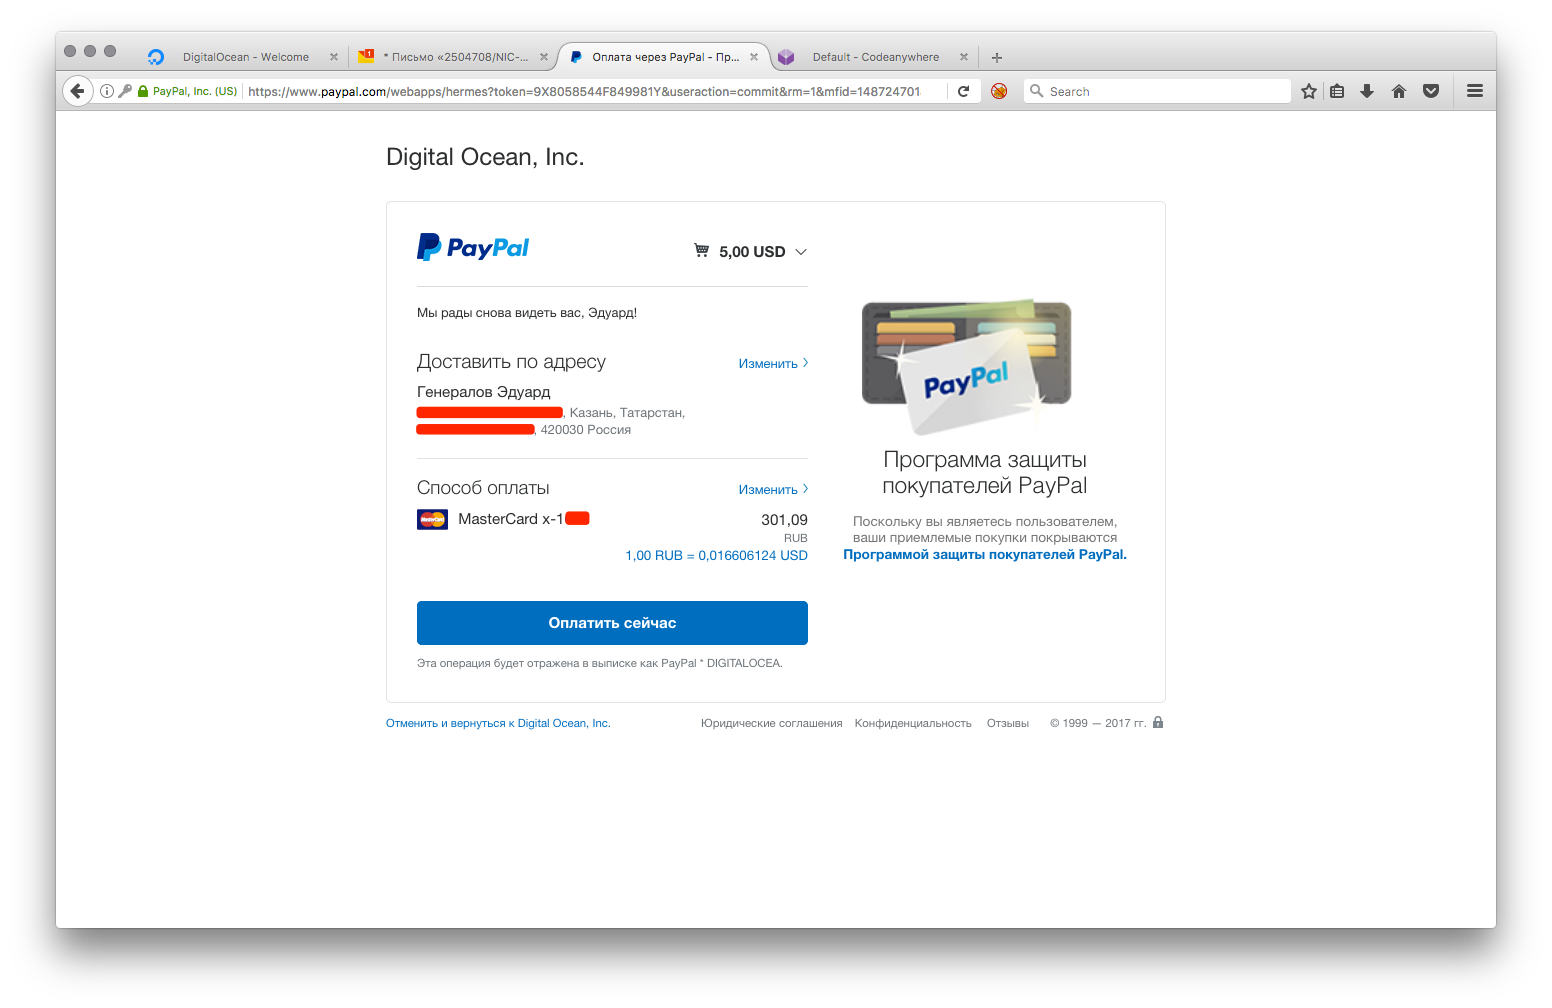 DigitalOcean - Welcome
* Письмо «2504708/NIC-...
Оплата через PayPal - Пр...
Default - Codeanywhere
1
PayPal, Inc. (US)
https://www.paypal.com/webapps/hermes?token=9X8058544F849981Y&useraction=commit&rm=1&mfid=148724701
Search
Digital Ocean, Inc.
PayPal
5,00 USD
Мы рады снова видеть вас, Эдуард!
Доставить по адресу
Изменить >
Генералов Эдуард
, Казань, Татарстан,
, 420030 Россия
Способ оплаты
Изменить >
MasterCard
MasterCard x-1
301,09
RUB
1,00 RUB = 0,016606124 USD
Оплатить сейчас
Эта операция будет отражена в выписке как PayPal * DIGITALOCEA.
PayPal
Программа защиты
покупателей PayPal
Поскольку вы являетесь пользователем,
ваши приемлемые покупки покрываются
Программой защиты покупателей PayPal.
Отменить и вернуться к Digital Ocean, Inc.
Юридические соглашения
Конфиденциальность
Отзывы
© 1999 — 2017 гг.